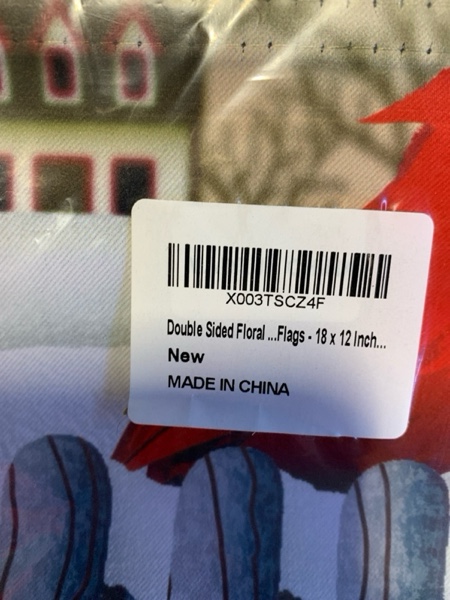 X003TSCZ4F
Double Sided Floral ...Flags - 18 x 12 Inch...
New
MADE IN CHINA